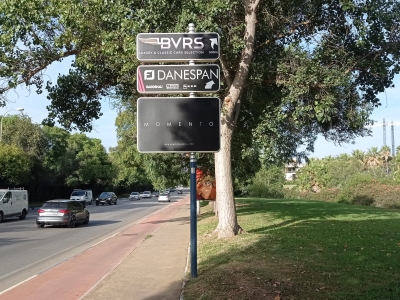 BVRS
LUXURY & CLASSIC CARS SELECTION
DANESPAN
MOMENTO